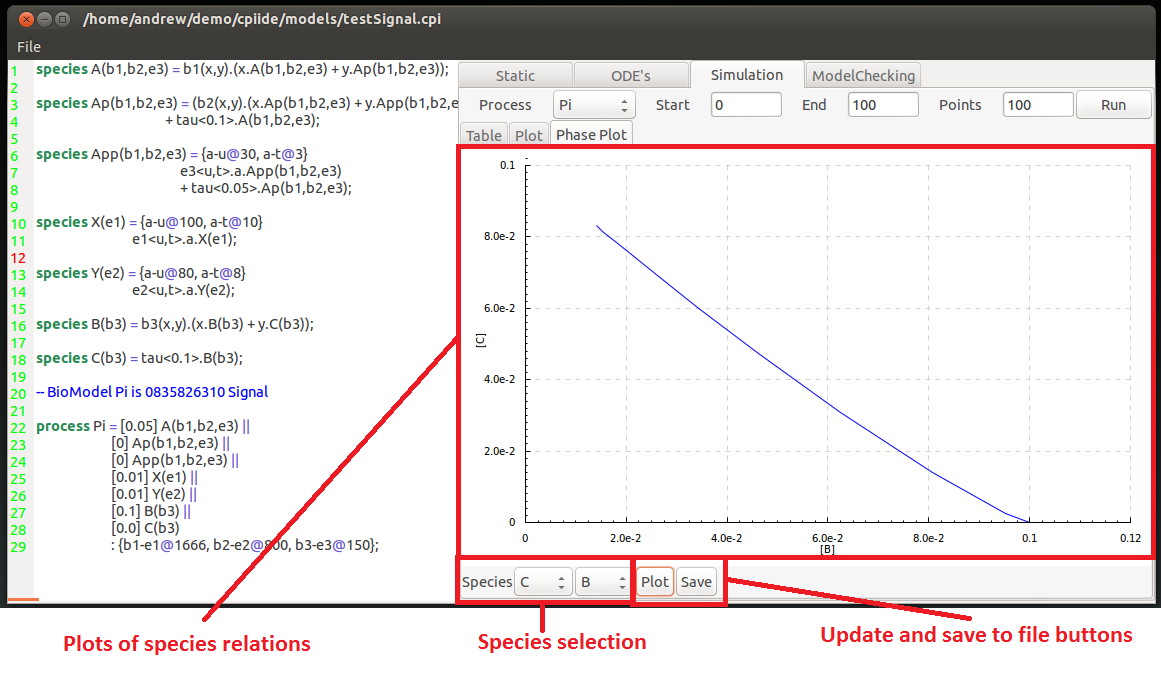 /home/andrew/demo/cpiide/models/testSignal.cpi
File
1 species A(b1,b2,e3) = b1(x,y).(x.A(b1,b2,e3) + y.Ap(b1,b2,e3));
2
3 species Ap(b1,b2,e3) = (b2(x,y).(x.Ap(b1,b2,e3) + y.App(b1,b2,e
4 + tau<0.1>.A(b1,b2,e3);
5
6 species App(b1,b2,e3) = {a-u@30, a-t@3}
7 e3<u,t>.a.App(b1,b2,e3)
8 + tau<0.05>.Ap(b1,b2,e3);
9
10 species X(e1) = {a-u@100, a-t@10}
11 e1<u,t>.a.X(e1);
12
13 species Y(e2) = {a-u@80, a-t@8}
14 e2<u,t>.a.Y(e2);
15
16 species B(b3) = b3(x,y).(x.B(b3) + y.C(b3));
17
18 species C(b3) = tau<0.1>.B(b3);
19
20 -- BioModel Pi is 0835826310 Signal
21
22 process Pi = [0.05] A(b1,b2,e3) ||
23 [0] Ap(b1,b2,e3) ||
24 [0] App(b1,b2,e3) ||
25 [0.01] X(e1) ||
26 [0.01] Y(e2) ||
27 [0.1] B(b3) ||
28 [0.0] C(b3)
29 : {b1-e1@1666, b2-e2@800, b3-e3@150};
Static ODE's Simulation ModelChecking
Process Pi Start 0 End 100 Points 100 Run
Table Plot Phase Plot
0.1
8.0e-2
6.0e-2
[C]
4.0e-2
2.0e-2
0
0 2.0e-2 4.0e-2 6.0e-2 8.0e-2 0.1 0.12
[B]
Species C B Plot Save
Plots of species relations
Species selection
Update and save to file buttons